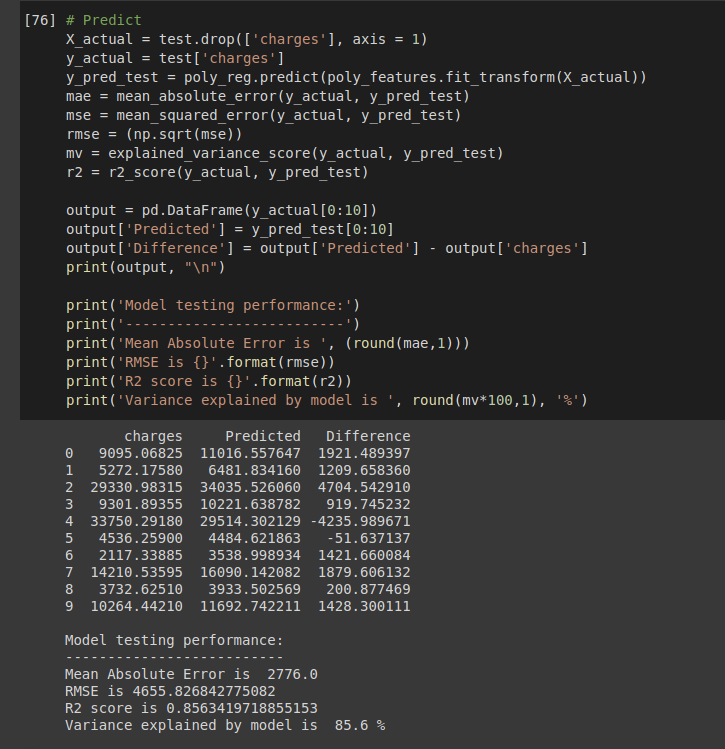 [76] # Predict
X_actual = test.drop(['charges'], axis = 1)
y_actual = test['charges']
y_pred_test = poly_reg.predict(poly_features.fit_transform(X_actual))
mae = mean_absolute_error(y_actual, y_pred_test)
mse = mean_squared_error(y_actual, y_pred_test)
rmse = (np.sqrt(mse))
mv = explained_variance_score(y_actual, y_pred_test)
r2 = r2_score(y_actual, y_pred_test)
output = pd.DataFrame(y_actual[0:10])
output['Predicted'] = y_pred_test[0:10]
output['Difference'] = output['Predicted'] - output['charges']
print(output, "\n")
print('Model testing performance:')
print('--------------------------')
print('Mean Absolute Error is ', (round(mae,1)))
print('RMSE is {}'.format(rmse))
print('R2 score is {}'.format(r2))
print('Variance explained by model is ', round(mv*100,1), '%')
charges Predicted Difference
0 9095.06825 11016.557647 1921.489397
1 5272.17580 6481.834160 1209.658360
2 29330.98315 34035.526060 4704.542910
3 9301.89355 10221.638782 919.745232
4 33750.29180 29514.302129 -4235.989671
5 4536.25900 4484.621863 -51.637137
6 2117.33885 3538.998934 1421.660084
7 14210.53595 16090.142082 1879.606132
8 3732.62510 3933.502569 200.877469
9 10264.44210 11692.742211 1428.300111
Model testing performance:
--------------------------
Mean Absolute Error is  2776.0
RMSE is 4655.826842775082
R2 score is 0.8563419718855153
Variance explained by model is  85.6 %